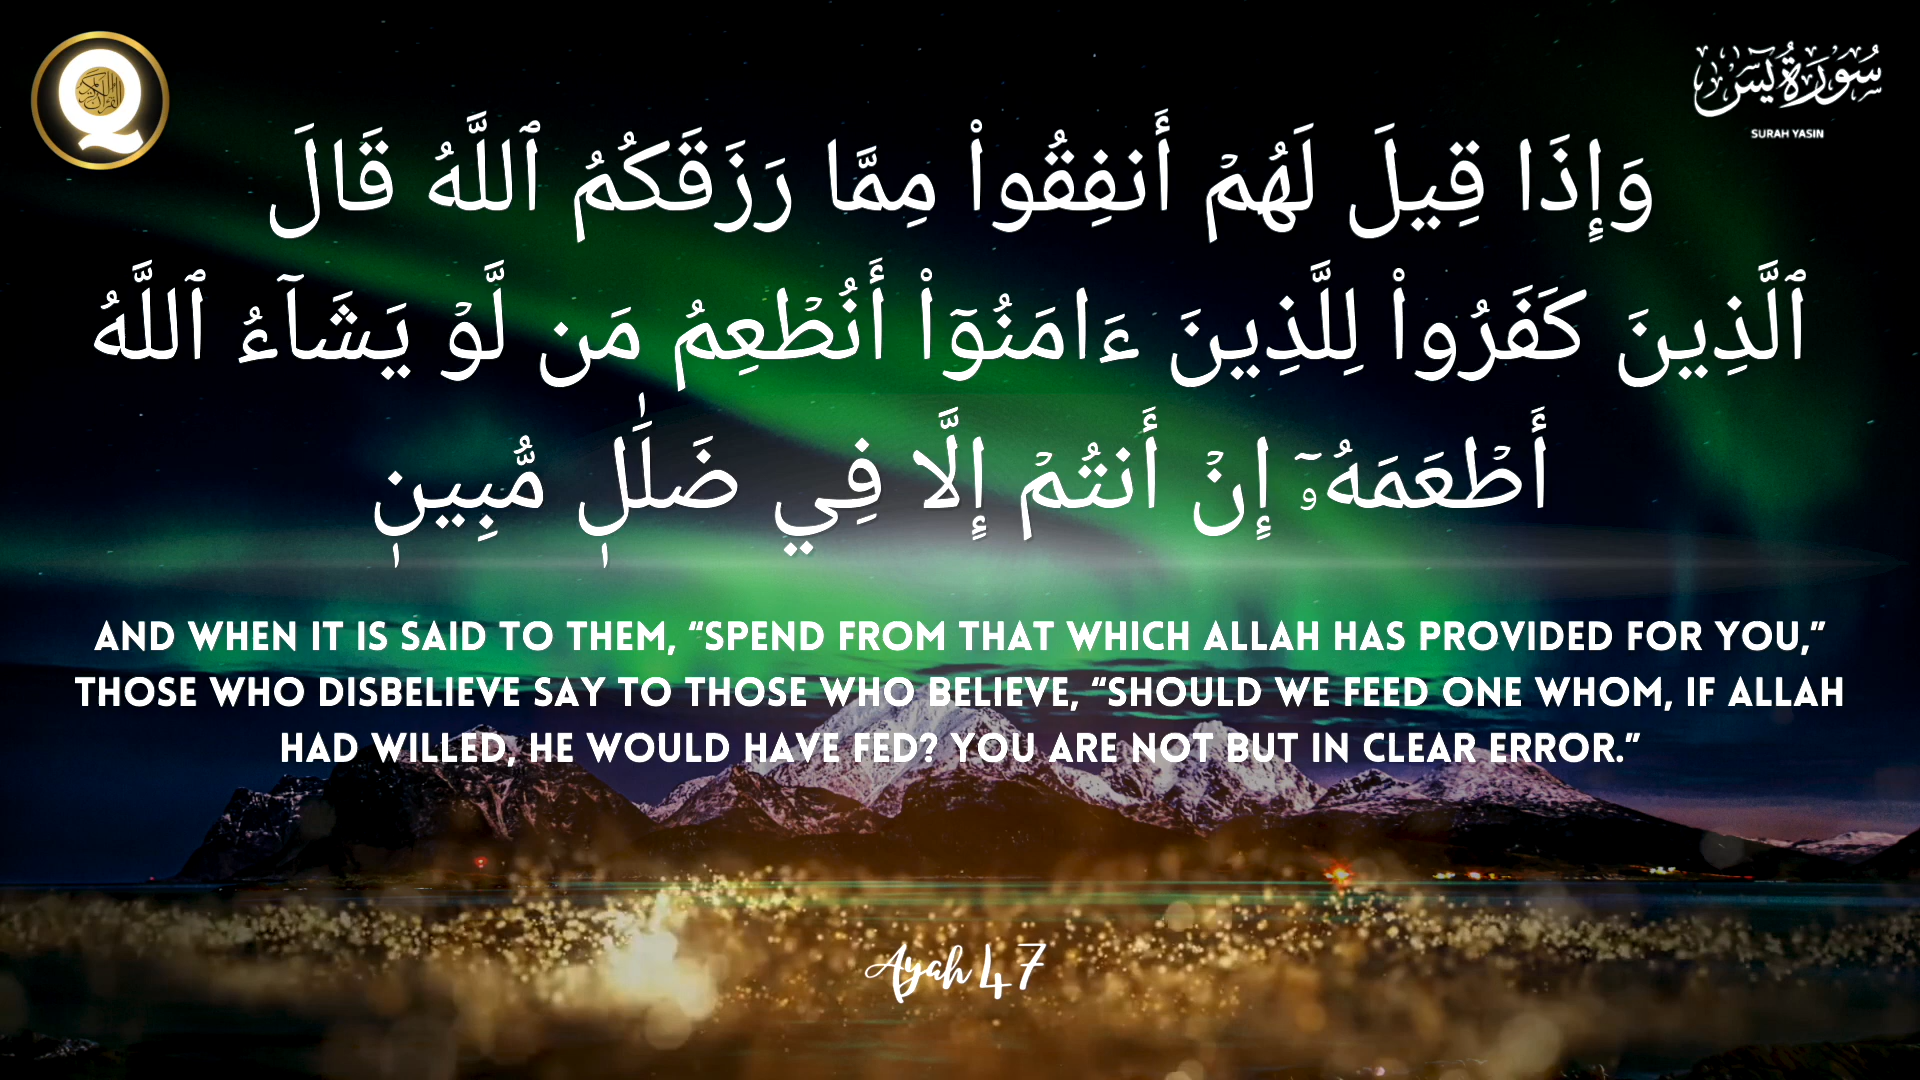 سُورَةُ يسٓ
SURAH YASIN
وَإِذَا قِيلَ لَهُمْ أَنفِقُوا۟ مِمَّا رَزَقَكُمُ ٱللَّهُ قَالَ
ٱلَّذِينَ كَفَرُوا۟ لِلَّذِينَ ءَامَنُوٓا۟ أَنُطْعِمُ مَن لَّوْ يَشَآءُ ٱللَّهُ
أَطْعَمَهُۥٓ إِنْ أَنتُمْ إِلَّا فِي ضَلَٰلٍ مُّبِينٍ
AND WHEN IT IS SAID TO THEM, “SPEND FROM THAT WHICH ALLAH HAS PROVIDED FOR YOU,”
THOSE WHO DISBELIEVE SAY TO THOSE WHO BELIEVE, “SHOULD WE FEED ONE WHOM, IF ALLAH
HAD WILLED, HE WOULD HAVE FED? YOU ARE NOT BUT IN CLEAR ERROR.”
Ayah 47